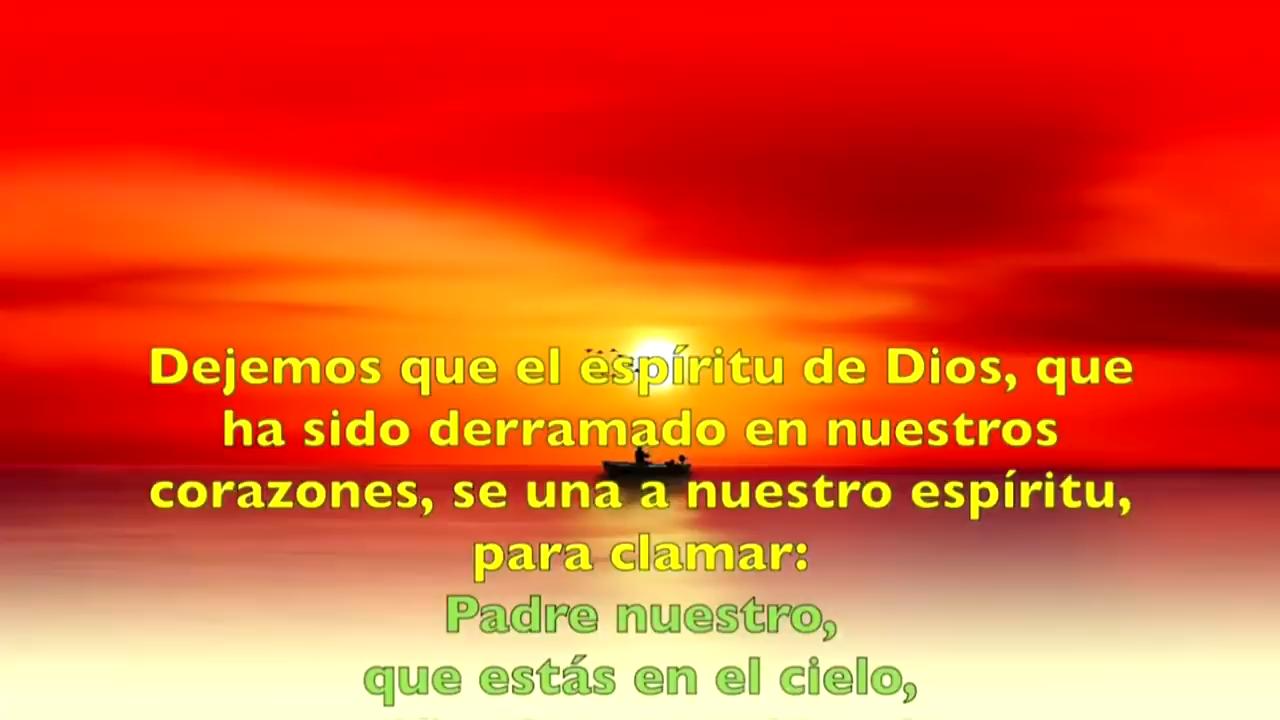 Dejemos que el espíritu de Dios, que
ha sido derramado en nuestros
corazones, se una a nuestro espíritu,
para clamar:
Padre nuestro,
que estás en el cielo,